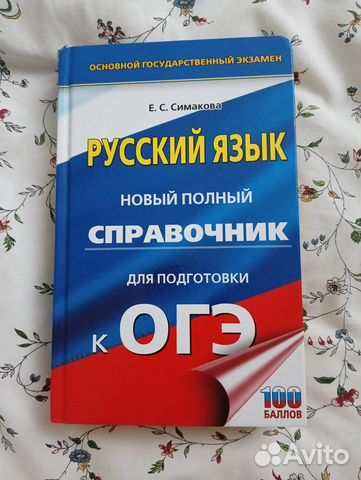 ОСНОВНОЙ ГОСУДАРСТВЕННЫЙ ЭКЗАМЕН
Е. С. Симакова
РУССКИЙ ЯЗЫК
НОВЫЙ ПОЛНЫЙ
СПРАВОЧНИК
ДЛЯ ПОДГОТОВКИ
К ОГЭ
100
БАЛЛОВ
Avito